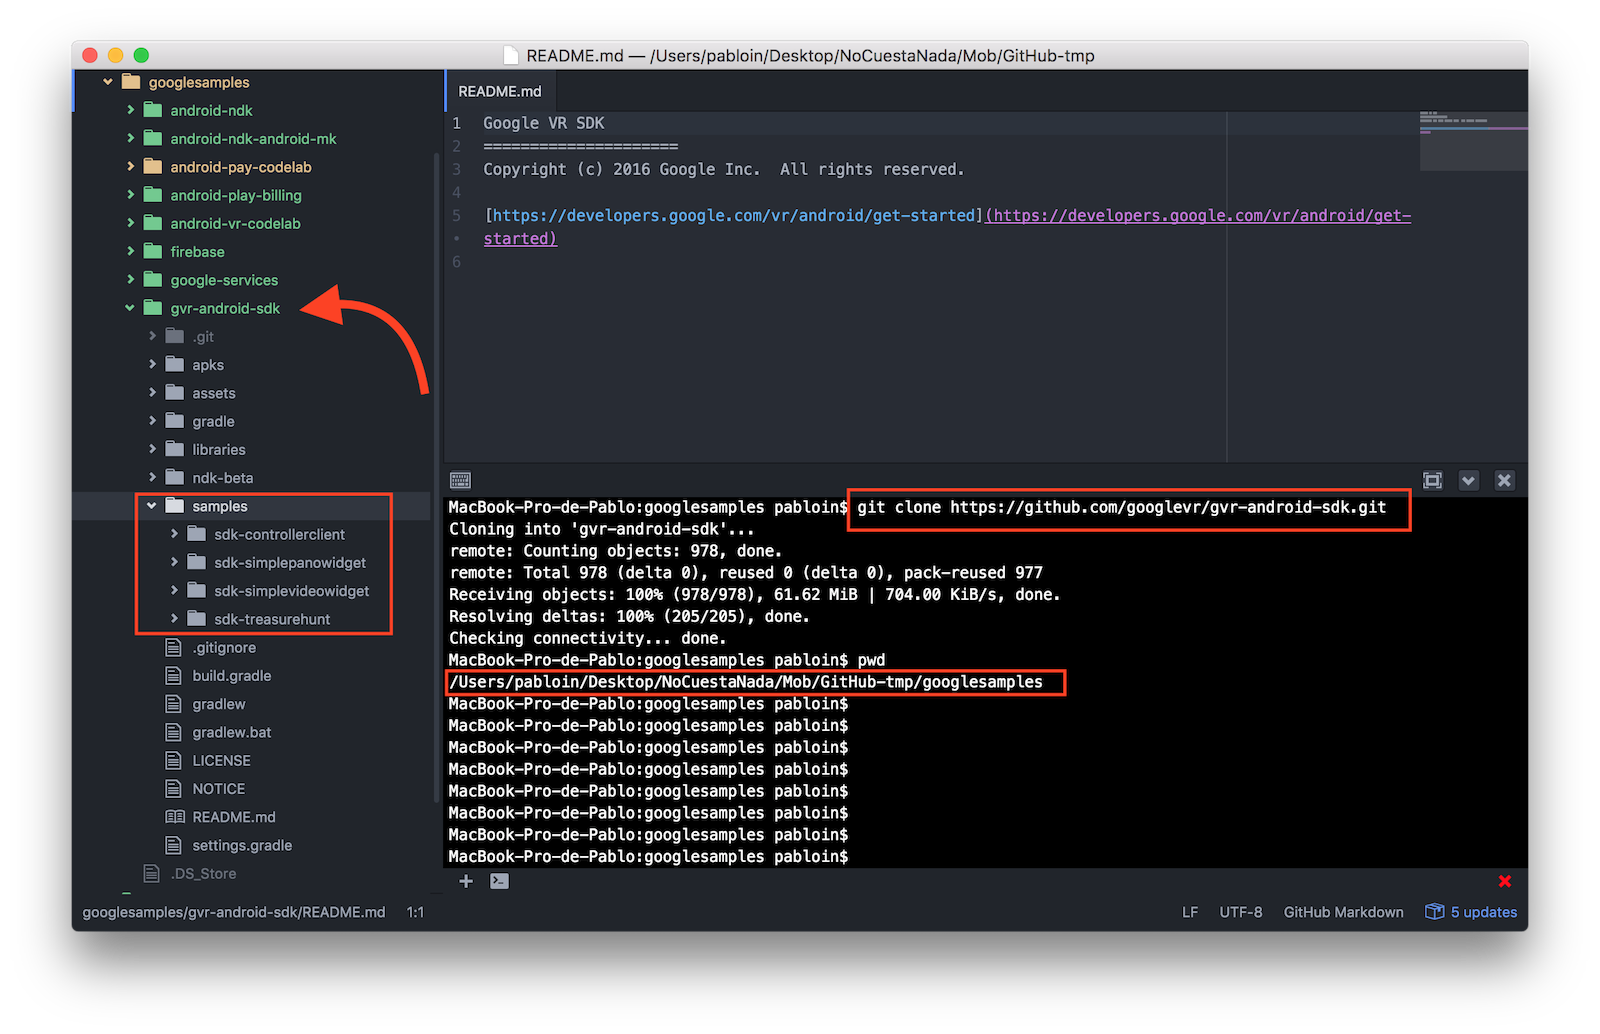 README.md — /Users/pabloin/Desktop/NoCuestaNada/Mob/GitHub-tmp
googlesamples
android-ndk
android-ndk-android-mk
android-pay-codelab
android-play-billing
android-vr-codelab
firebase
google-services
gvr-android-sdk
.git
apks
assets
gradle
libraries
ndk-beta
samples
sdk-controllerclient
sdk-simplepanowidget
sdk-simplevideowidget
sdk-treasurehunt
.gitignore
build.gradle
gradlew
gradlew.bat
LICENSE
NOTICE
README.md
settings.gradle
.DS_Store
README.md
1 Google VR SDK
2 =====================
3 Copyright (c) 2016 Google Inc.  All rights reserved.
4
5 [https://developers.google.com/vr/android/get-started](https://developers.google.com/vr/android/get-
• started)
6
MacBook-Pro-de-Pablo:googlesamples pabloin$ git clone https://github.com/googlevr/gvr-android-sdk.git
Cloning into 'gvr-android-sdk'...
remote: Counting objects: 978, done.
remote: Total 978 (delta 0), reused 0 (delta 0), pack-reused 977
Receiving objects: 100% (978/978), 61.62 MiB | 704.00 KiB/s, done.
Resolving deltas: 100% (205/205), done.
Checking connectivity... done.
MacBook-Pro-de-Pablo:googlesamples pabloin$ pwd
/Users/pabloin/Desktop/NoCuestaNada/Mob/GitHub-tmp/googlesamples
MacBook-Pro-de-Pablo:googlesamples pabloin$
MacBook-Pro-de-Pablo:googlesamples pabloin$
MacBook-Pro-de-Pablo:googlesamples pabloin$
MacBook-Pro-de-Pablo:googlesamples pabloin$
MacBook-Pro-de-Pablo:googlesamples pabloin$
MacBook-Pro-de-Pablo:googlesamples pabloin$
MacBook-Pro-de-Pablo:googlesamples pabloin$
MacBook-Pro-de-Pablo:googlesamples pabloin$
googlesamples/gvr-android-sdk/README.md 1:1 LF UTF-8 GitHub Markdown 5 updates